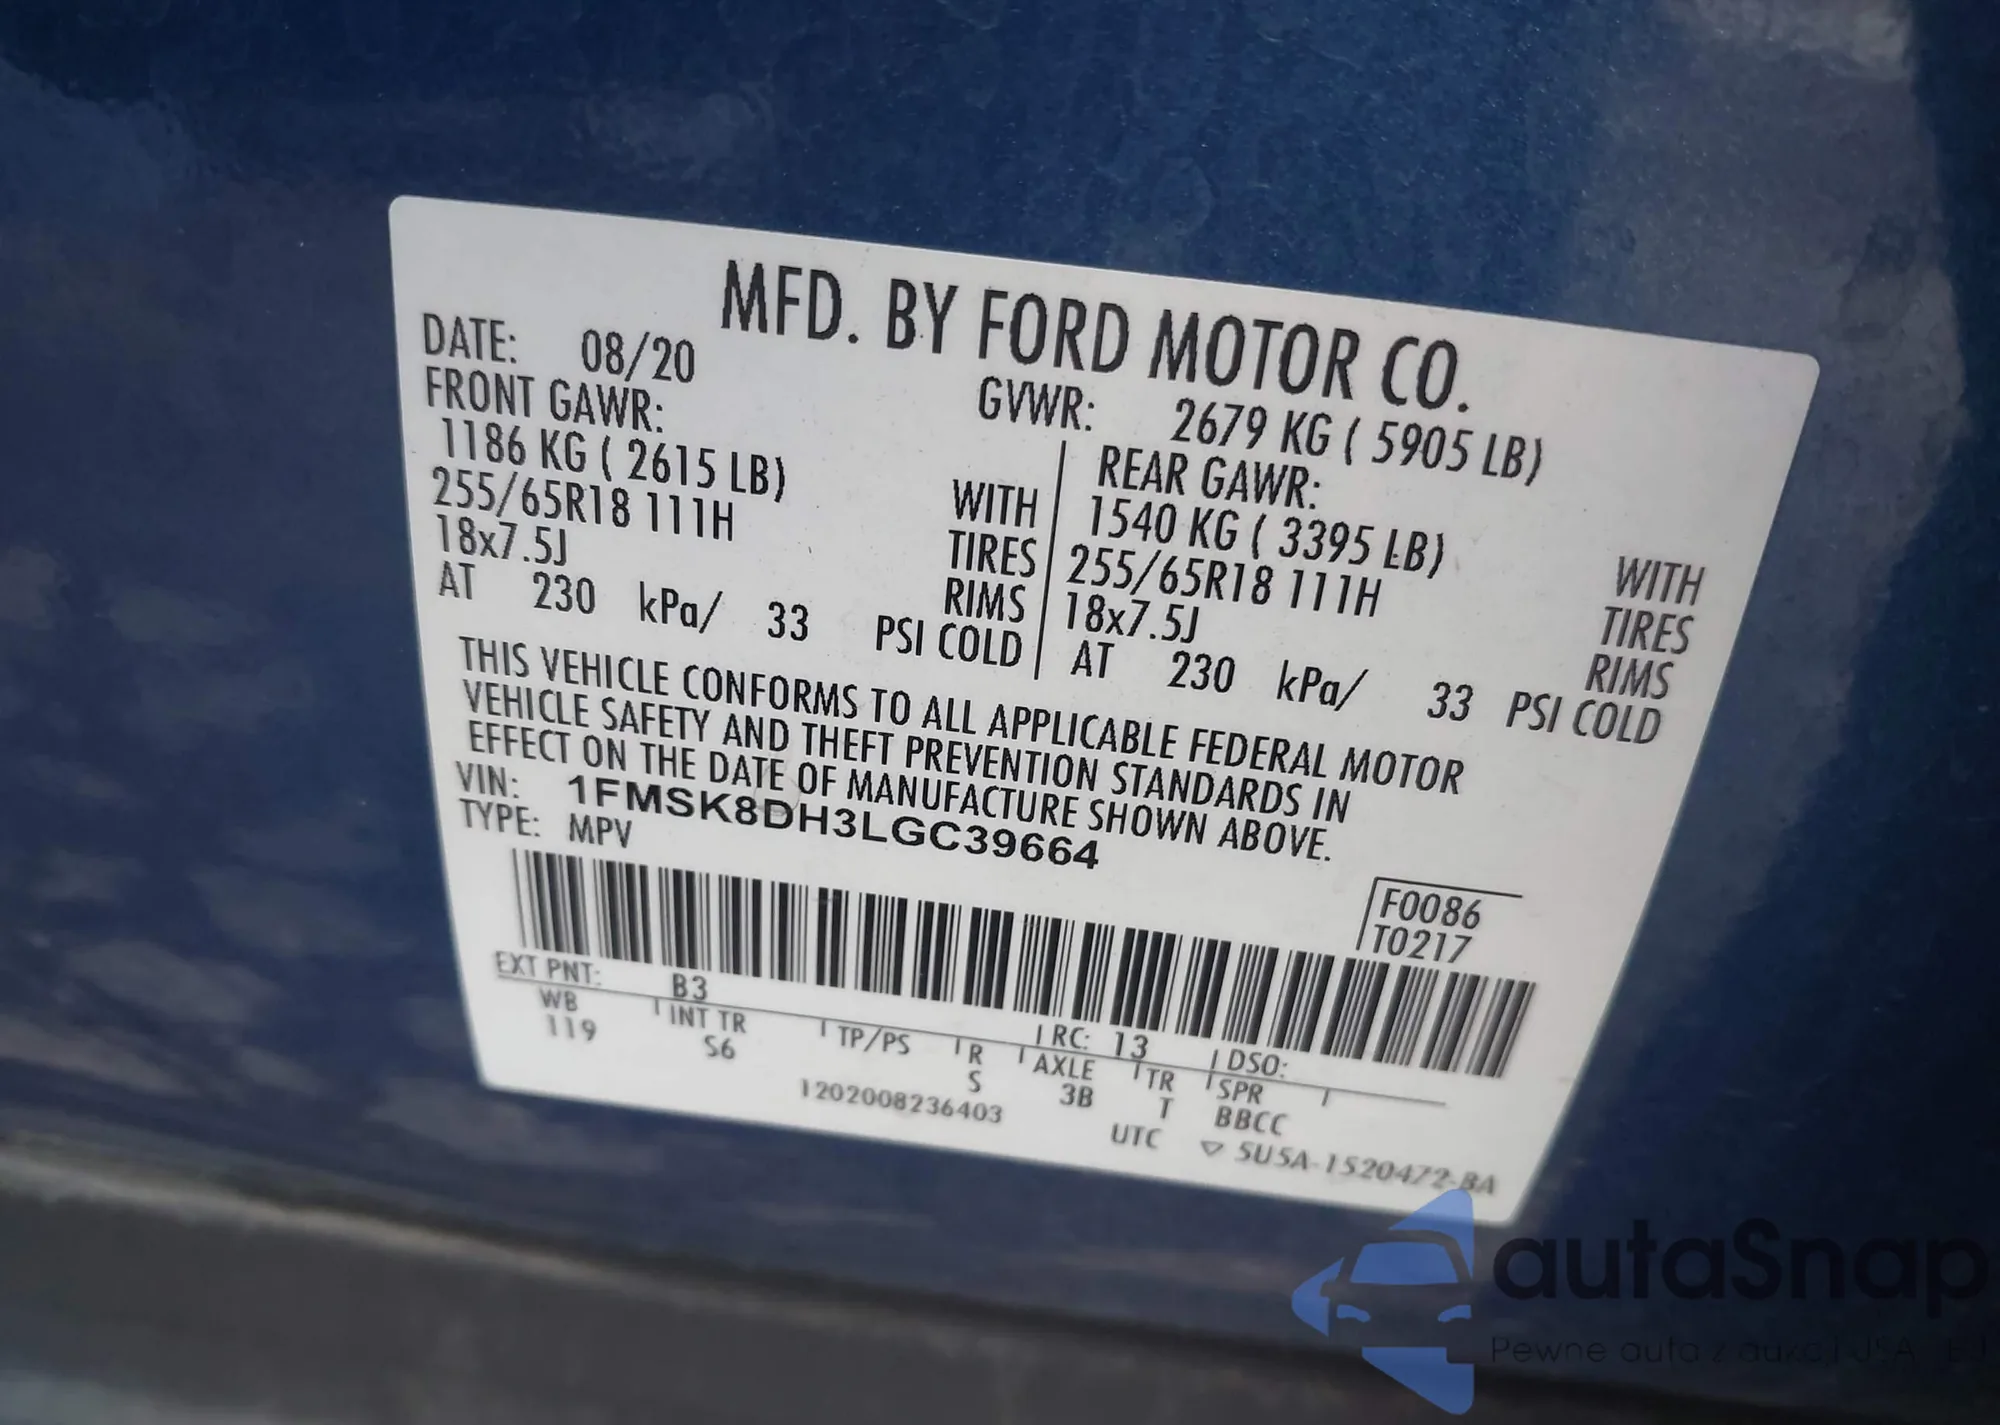 MFD. BY FORD MOTOR CO.
DATE: 08/20
GVWR: 2679 KG ( 5905 LB)
FRONT GAWR:
1186 KG ( 2615 LB) WITH
255/65R18 111H TIRES
18x7.5J RIMS
AT 230 kPa/ 33 PSI COLD
REAR GAWR:
1540 KG ( 3395 LB) WITH
255/65R18 111H TIRES
18x7.5J RIMS
AT 230 kPa/ 33 PSI COLD
THIS VEHICLE CONFORMS TO ALL APPLICABLE FEDERAL MOTOR
VEHICLE SAFETY AND THEFT PREVENTION STANDARDS IN
EFFECT ON THE DATE OF MANUFACTURE SHOWN ABOVE.
VIN: 1FMSK8DH3LGC39664
TYPE: MPV
F0086
T0217
EXT PNT: B3 RC: 13 DSO:
WB INT TR TP/PS R AXLE TR SPR
119 S6 S 3B T BBCC
1202008236403 UTC ▽ 5U5A-1520472-BA
autaSnap
Pewne auta z aukcji USA